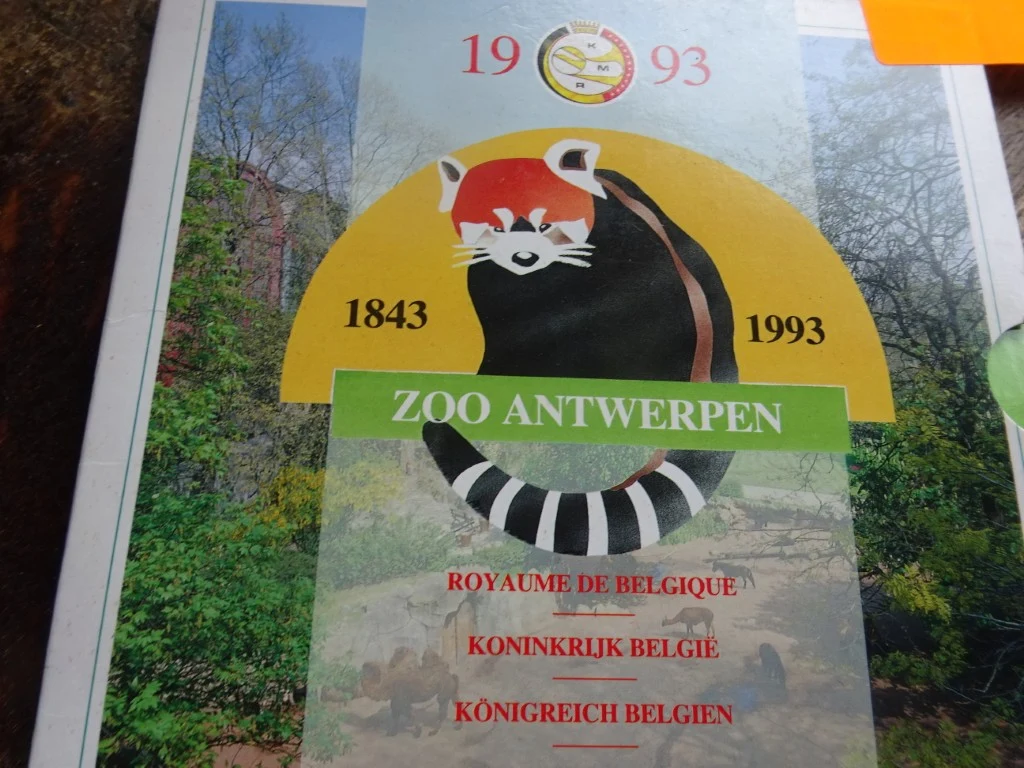 19 93
K
M
R
1843
1993
ZOO ANTWERPEN
ROYAUME DE BELGIQUE
KONINKRIJK BELGIË
KÖNIGREICH BELGIEN